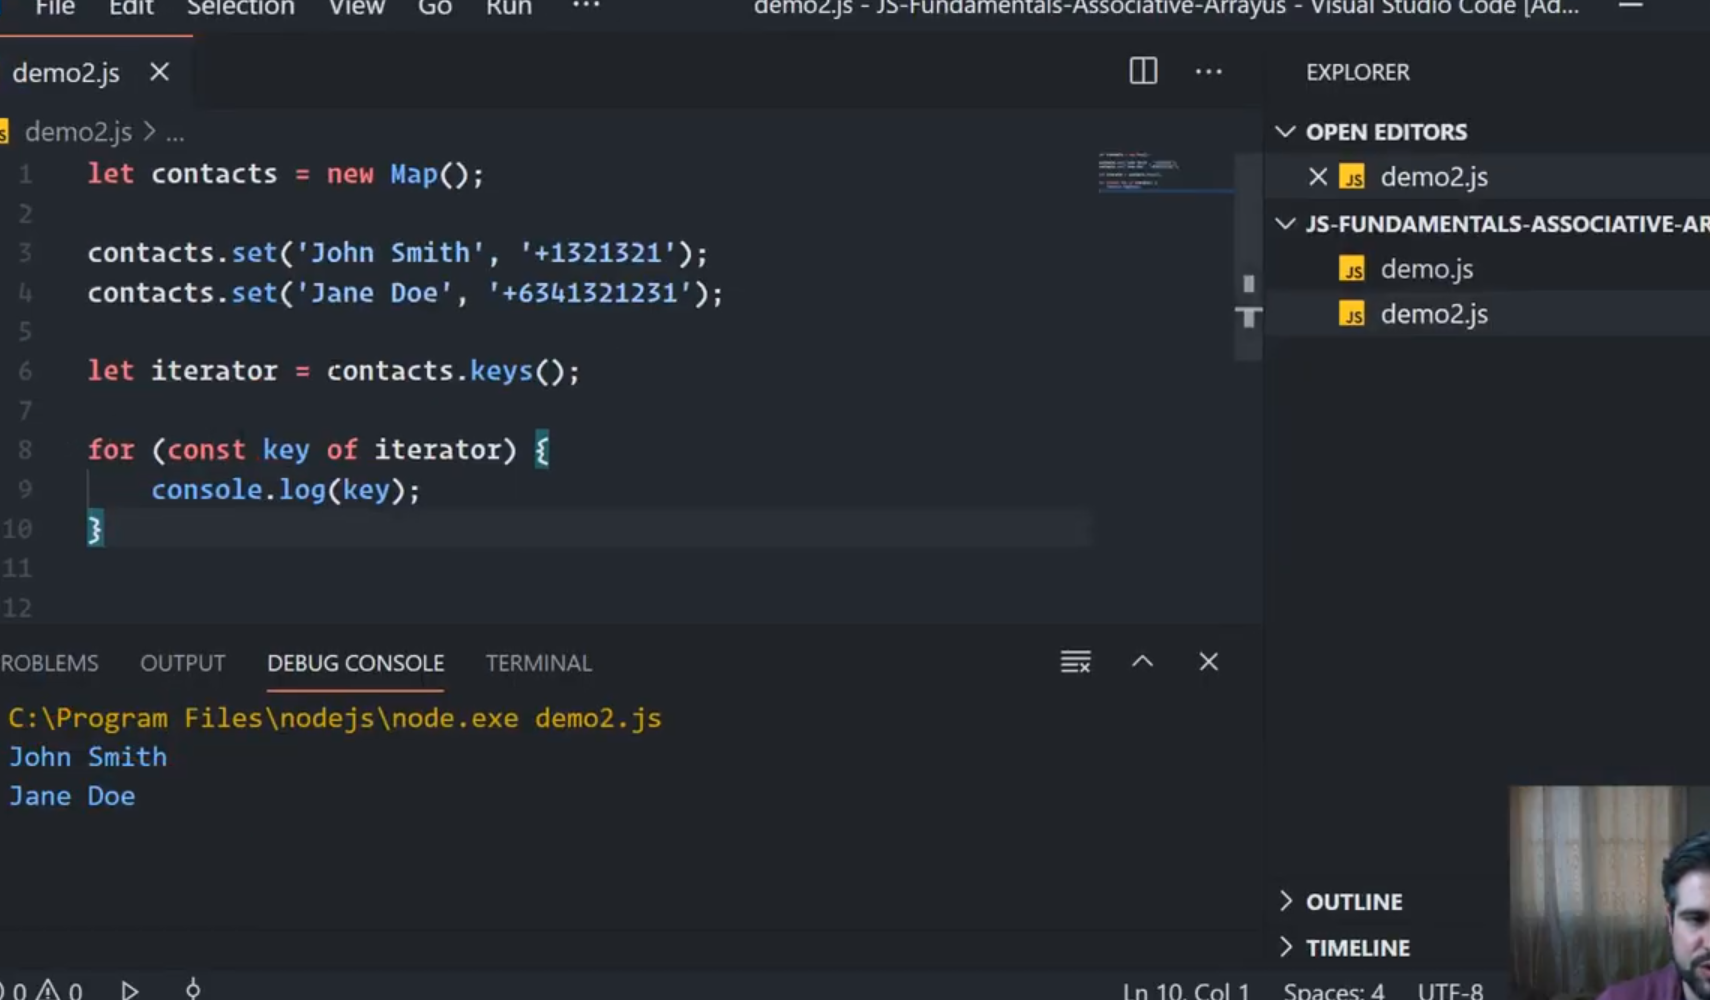 File Edit Selection View Go Run ...
demo2.js - JS-Fundamentals-Associative-Arrayus - Visual Studio Code [Ad...
demo2.js
demo2.js > ...
1 let contacts = new Map();
2
3 contacts.set('John Smith', '+1321321');
4 contacts.set('Jane Doe', '+6341321231');
5
6 let iterator = contacts.keys();
7
8 for (const key of iterator) {
9 console.log(key);
10 }
11
12
ROBLEMS OUTPUT DEBUG CONSOLE TERMINAL
C:\Program Files\nodejs\node.exe demo2.js
John Smith
Jane Doe
EXPLORER
OPEN EDITORS
JS demo2.js
JS-FUNDAMENTALS-ASSOCIATIVE-AR
JS demo.js
JS demo2.js
OUTLINE
TIMELINE
0 0
Ln 10, Col 1 Spaces: 4 UTF-8